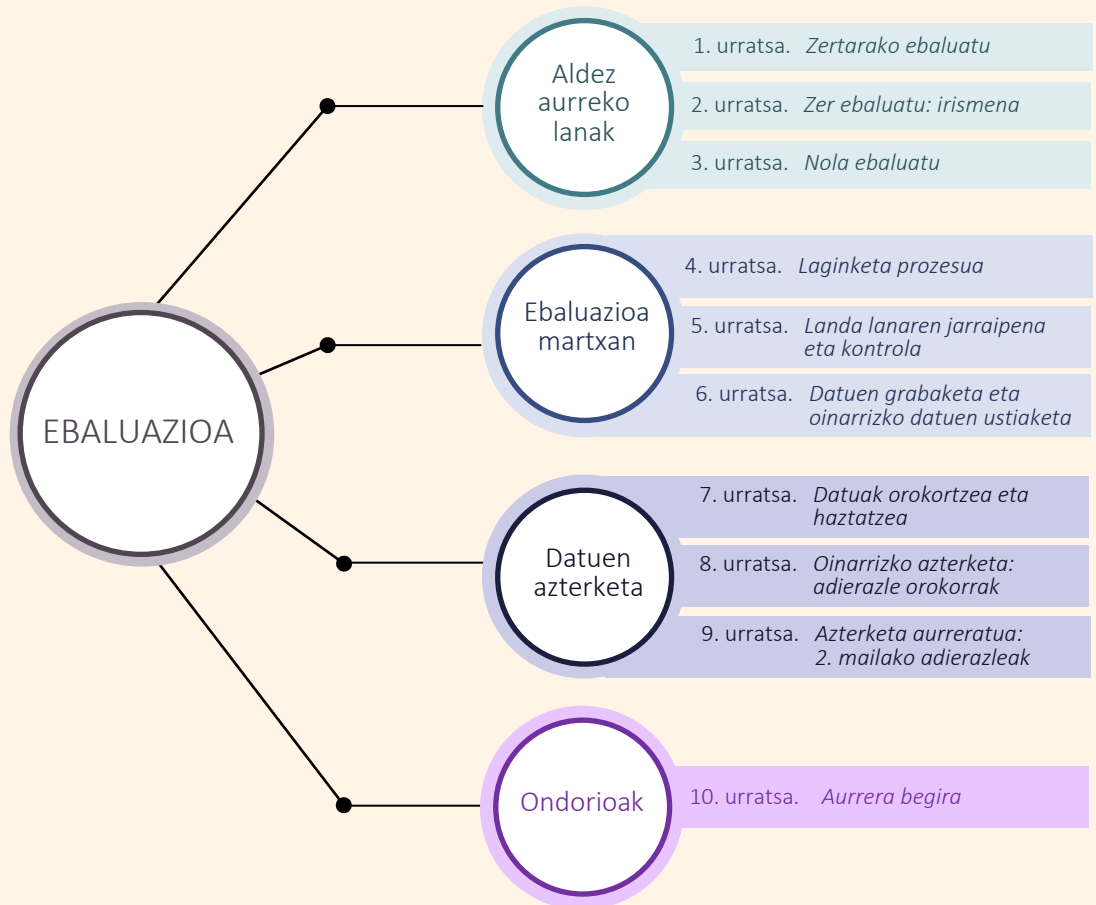 EBALUAZIOA
Aldez
aurreko
lanak
1. urratsa. Zertarako ebaluatu
2. urratsa. Zer ebaluatu: irismena
3. urratsa. Nola ebaluatu
Ebaluazioa
martxan
4. urratsa. Laginketa prozesua
5. urratsa. Landa lanaren jarraipena
eta kontrola
6. urratsa. Datuen grabaketa eta
oinarrizko datuen ustiaketa
Datuen
azterketa
7. urratsa. Datuak orokortzea eta
haztatzea
8. urratsa. Oinarrizko azterketa:
adierazle orokorrak
9. urratsa. Azterketa aurreratua:
2. mailako adierazleak
Ondorioak
10. urratsa. Aurrera begira